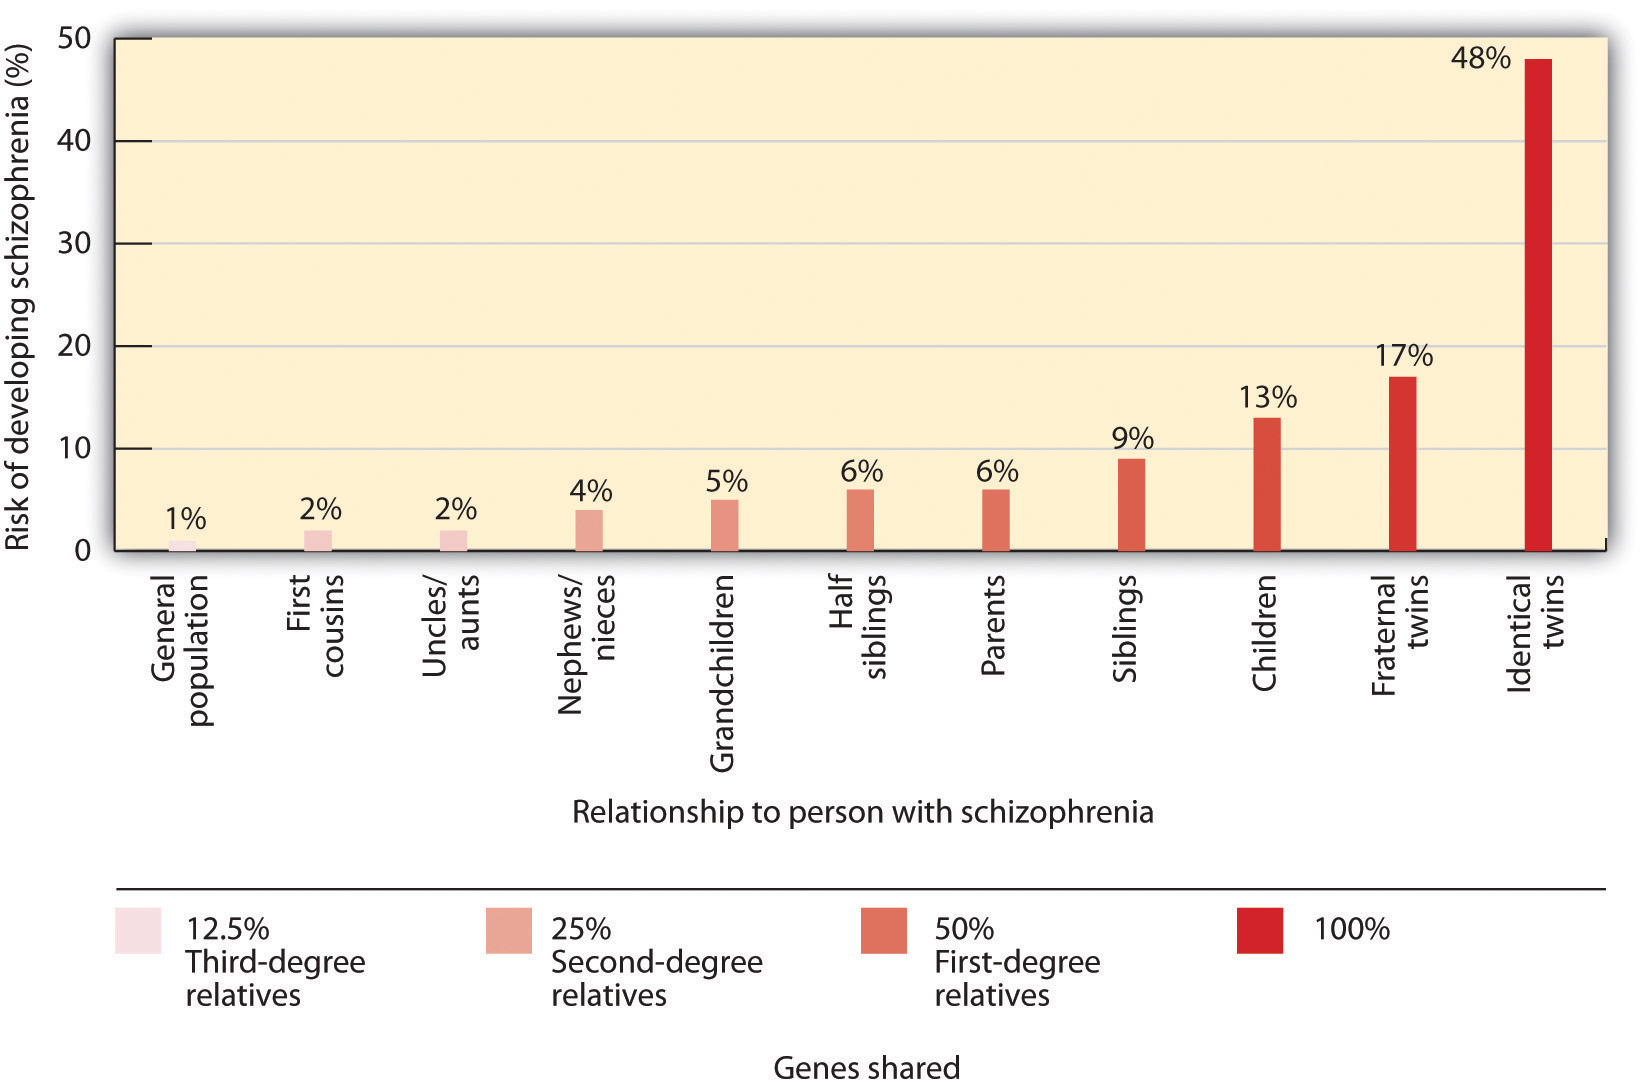 Risk of developing schizophrenia (%)
50
40
30
20
10
0
1%
2%
2%
4%
5%
6%
6%
9%
13%
17%
48%
General
population
First
cousins
Uncles/
aunts
Nephews/
nieces
Grandchildren
Half
siblings
Parents
Siblings
Children
Fraternal
twins
Identical
twins
Relationship to person with schizophrenia
12.5%
Third-degree
relatives
25%
Second-degree
relatives
50%
First-degree
relatives
100%
Genes shared